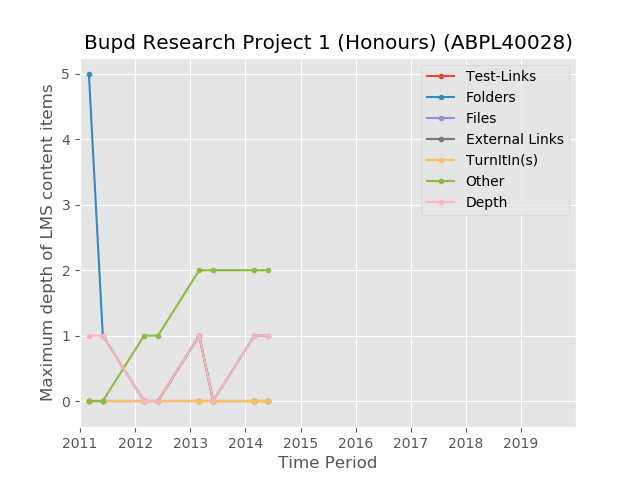 Bupd Research Project 1 (Honours) (ABPL40028)
Test-Links
Folders
Files
External Links
TurnItIn(s)
Other
Depth
Maximum depth of LMS content items
5
4
3
2
1
0
2011 2012 2013 2014 2015 2016 2017 2018 2019
Time Period